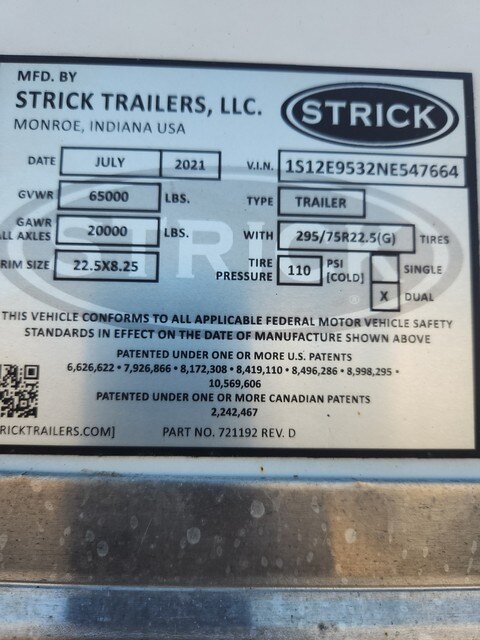 MFD. BY
STRICK TRAILERS, LLC.
MONROE, INDIANA USA
STRICK
DATE JULY 2021 V.I.N. 1S12E9532NE547664
GVWR 65000 LBS. TYPE TRAILER
GAWR
ALL AXLES 20000 LBS. WITH 295/75R22.5(G) TIRES
RIM SIZE 22.5X8.25 TIRE PRESSURE 110 PSI [COLD] SINGLE
X DUAL
STRICK
®
THIS VEHICLE CONFORMS TO ALL APPLICABLE FEDERAL MOTOR VEHICLE SAFETY
STANDARDS IN EFFECT ON THE DATE OF MANUFACTURE SHOWN ABOVE
PATENTED UNDER ONE OR MORE U.S. PATENTS
6,626,622 • 7,926,866 • 8,172,308 • 8,419,110 • 8,496,286 • 8,998,295 •
10,569,606
PATENTED UNDER ONE OR MORE CANADIAN PATENTS
2,242,467
RICKTRAILERS.COM] PART NO. 721192 REV. D